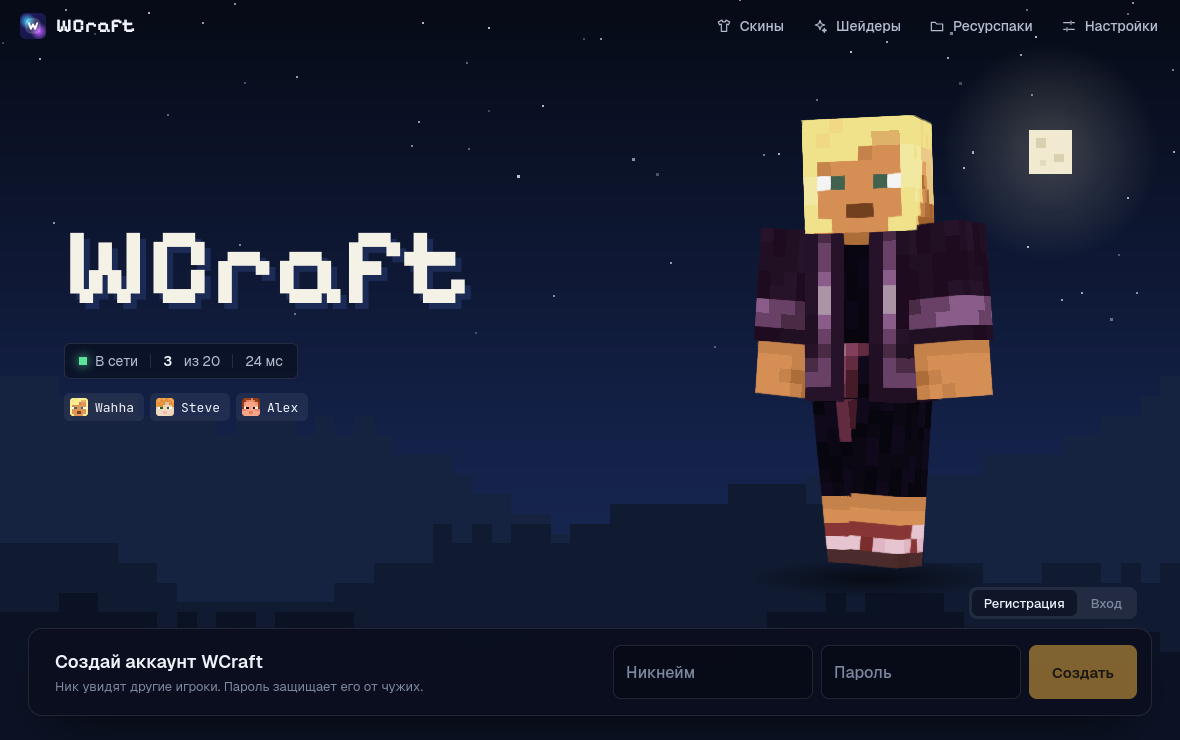 WCraft
Скины
Шейдеры
Ресурспаки
Настройки
WCraft
В сети
3 из 20
24 мс
Wahha
Steve
Alex
Регистрация
Вход
Создай аккаунт WCraft
Ник увидят другие игроки. Пароль защищает его от чужих.
Никнейм
Пароль
Создать